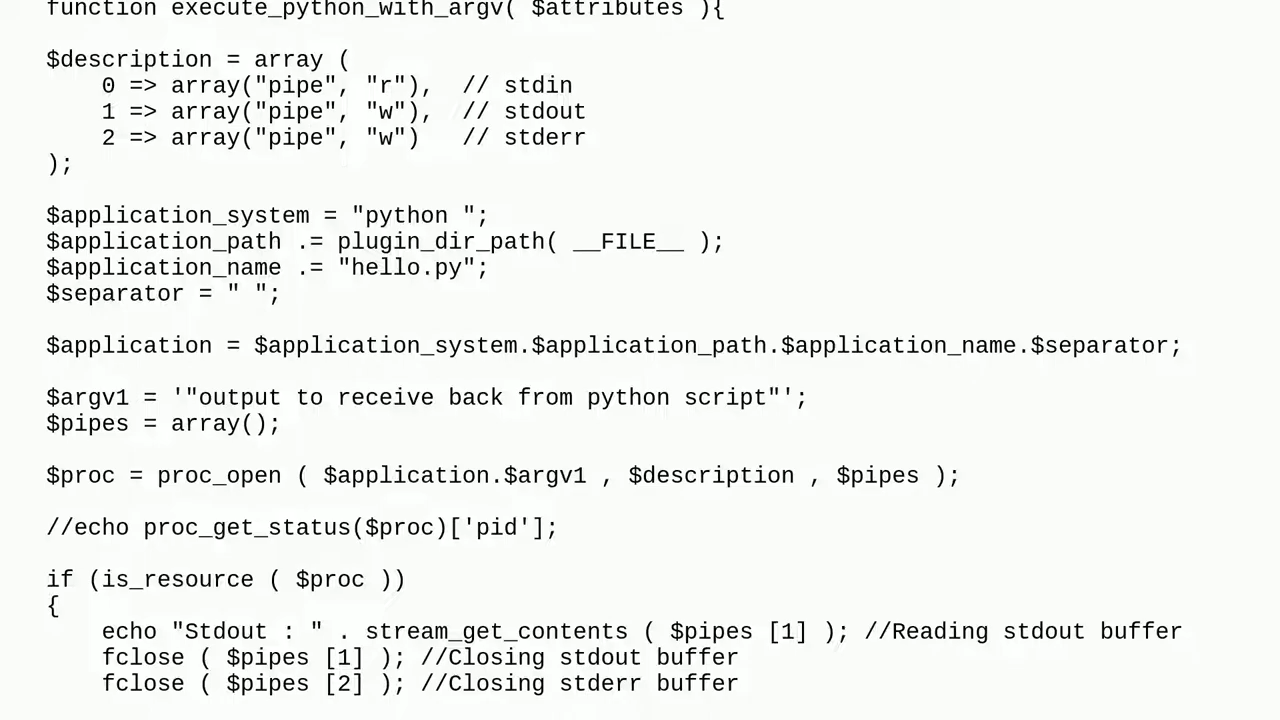 function execute_python_with_argv( $attributes ){
$description = array (
    0 => array("pipe", "r"),  // stdin
    1 => array("pipe", "w"),  // stdout
    2 => array("pipe", "w")   // stderr
);
$application_system = "python ";
$application_path .= plugin_dir_path( __FILE__ );
$application_name .= "hello.py";
$separator = " ";
$application = $application_system.$application_path.$application_name.$separator;
$argv1 = '"output to receive back from python script"';
$pipes = array();
$proc = proc_open ( $application.$argv1 , $description , $pipes );
//echo proc_get_status($proc)['pid'];
if (is_resource ( $proc ))
{
    echo "Stdout : " . stream_get_contents ( $pipes [1] ); //Reading stdout buffer
    fclose ( $pipes [1] ); //Closing stdout buffer
    fclose ( $pipes [2] ); //Closing stderr buffer